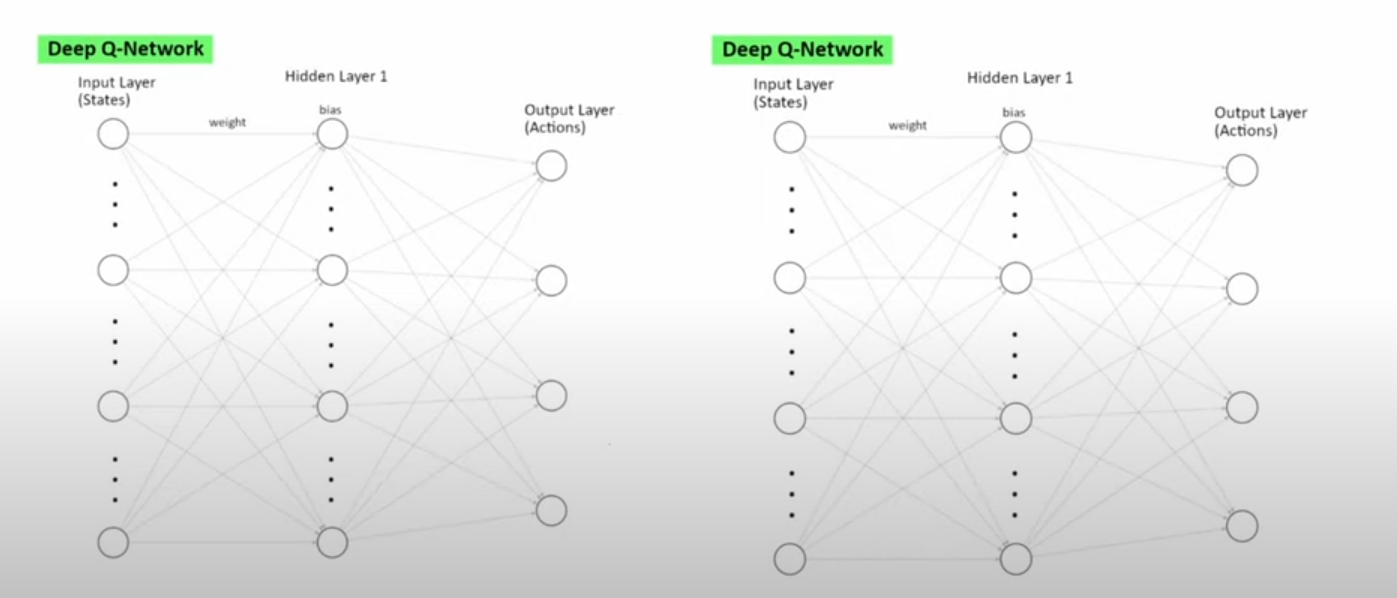 Deep Q-Network
Input Layer
(States)
Hidden Layer 1
bias
weight
Output Layer
(Actions)
Deep Q-Network
Input Layer
(States)
Hidden Layer 1
bias
weight
Output Layer
(Actions)